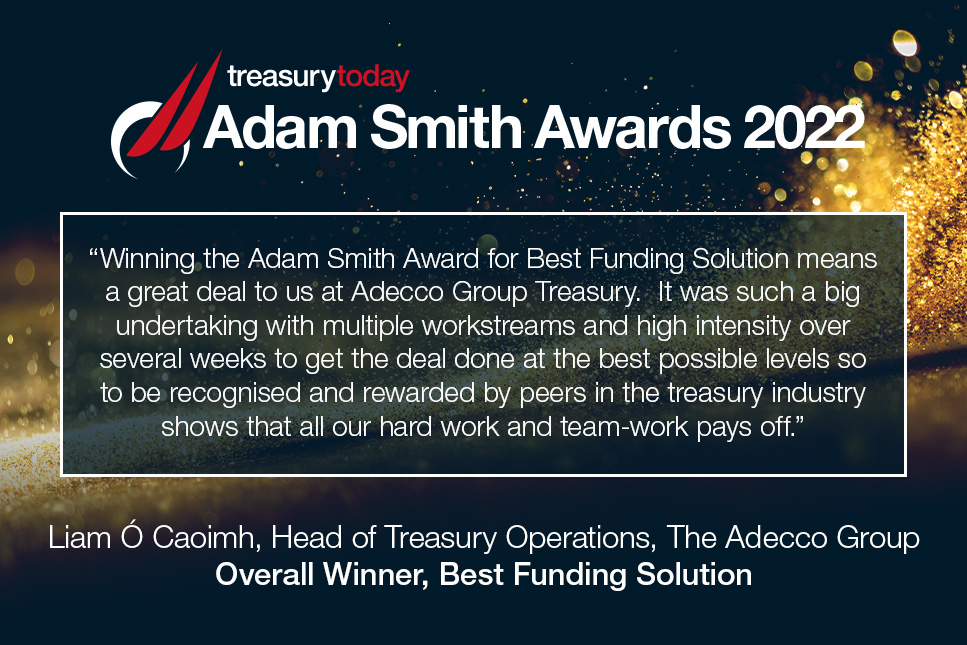 treasurytoday
Adam Smith Awards 2022
“Winning the Adam Smith Award for Best Funding Solution means
a great deal to us at Adecco Group Treasury.  It was such a big
undertaking with multiple workstreams and high intensity over
several weeks to get the deal done at the best possible levels so
to be recognised and rewarded by peers in the treasury industry
shows that all our hard work and team-work pays off.”
Liam Ó Caoimh, Head of Treasury Operations, The Adecco Group
Overall Winner, Best Funding Solution